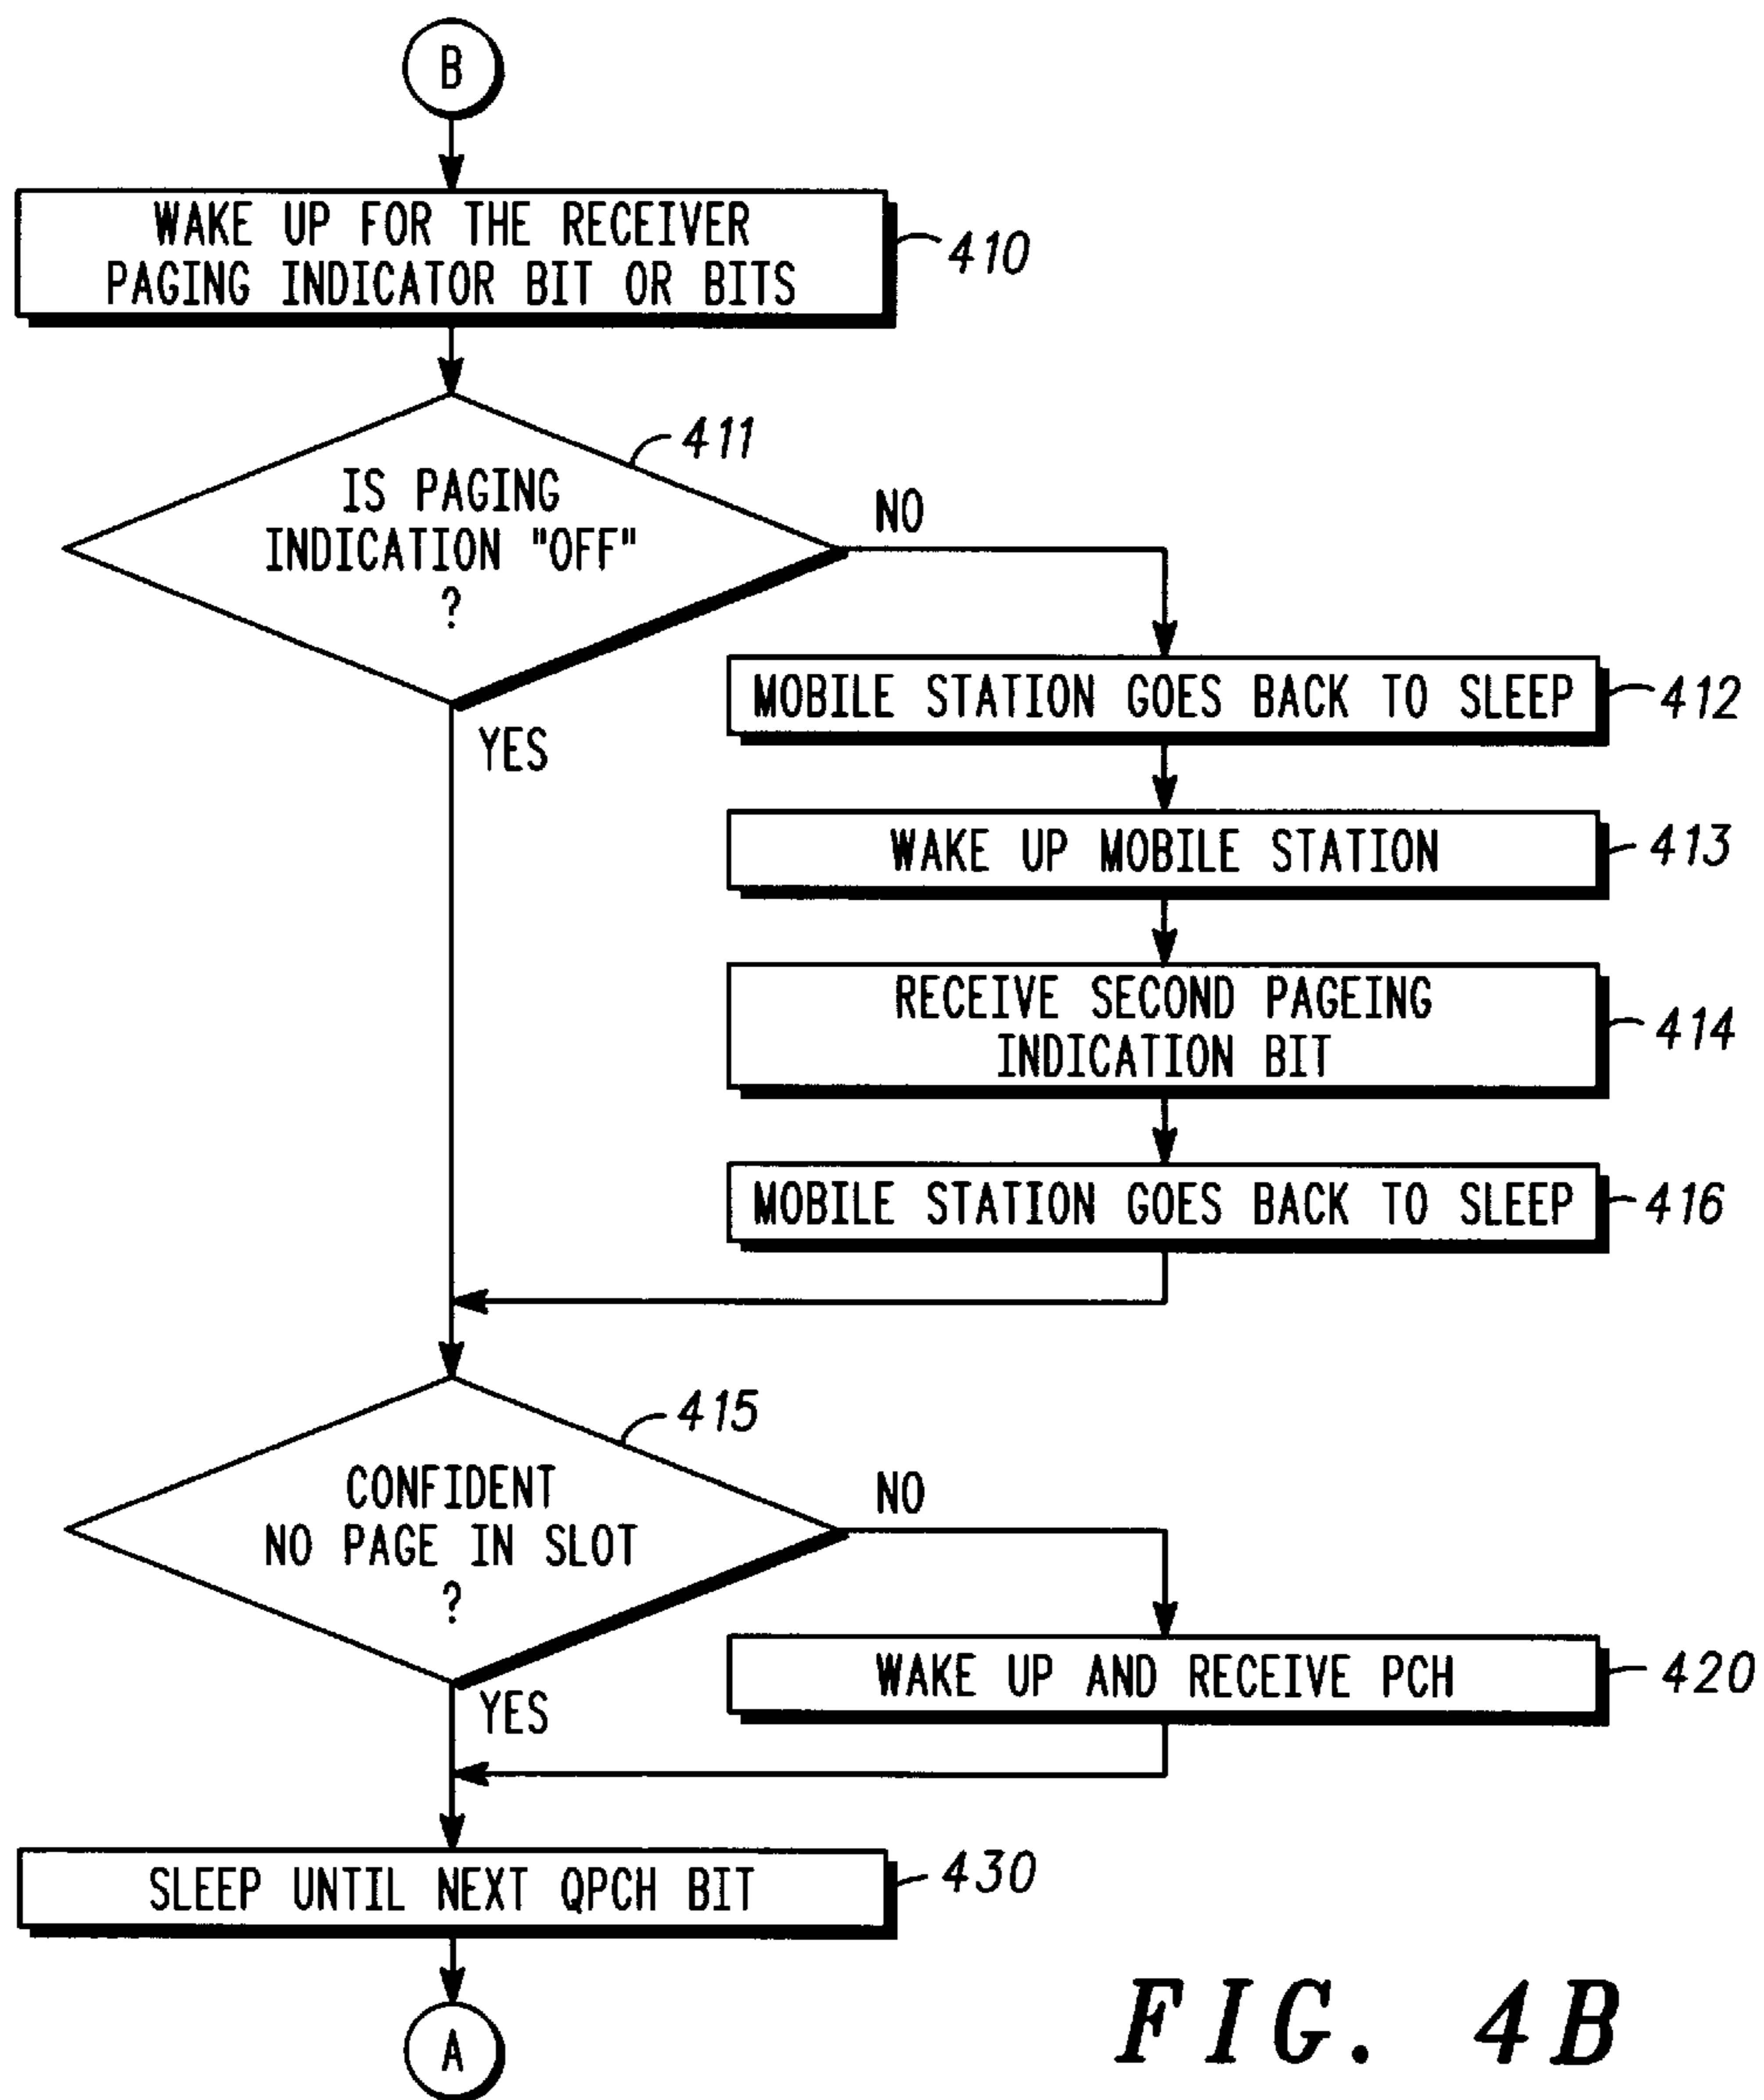 B
WAKE UP FOR THE RECEIVER
PAGING INDICATOR BIT OR BITS
410
411
IS PAGING
INDICATION "OFF"
?
NO
YES
MOBILE STATION GOES BACK TO SLEEP
412
WAKE UP MOBILE STATION
413
RECEIVE SECOND PAGEING
INDICATION BIT
414
MOBILE STATION GOES BACK TO SLEEP
416
415
CONFIDENT
NO PAGE IN SLOT
?
NO
YES
WAKE UP AND RECEIVE PCH
420
SLEEP UNTIL NEXT QPCH BIT
430
A
FIG. 4B